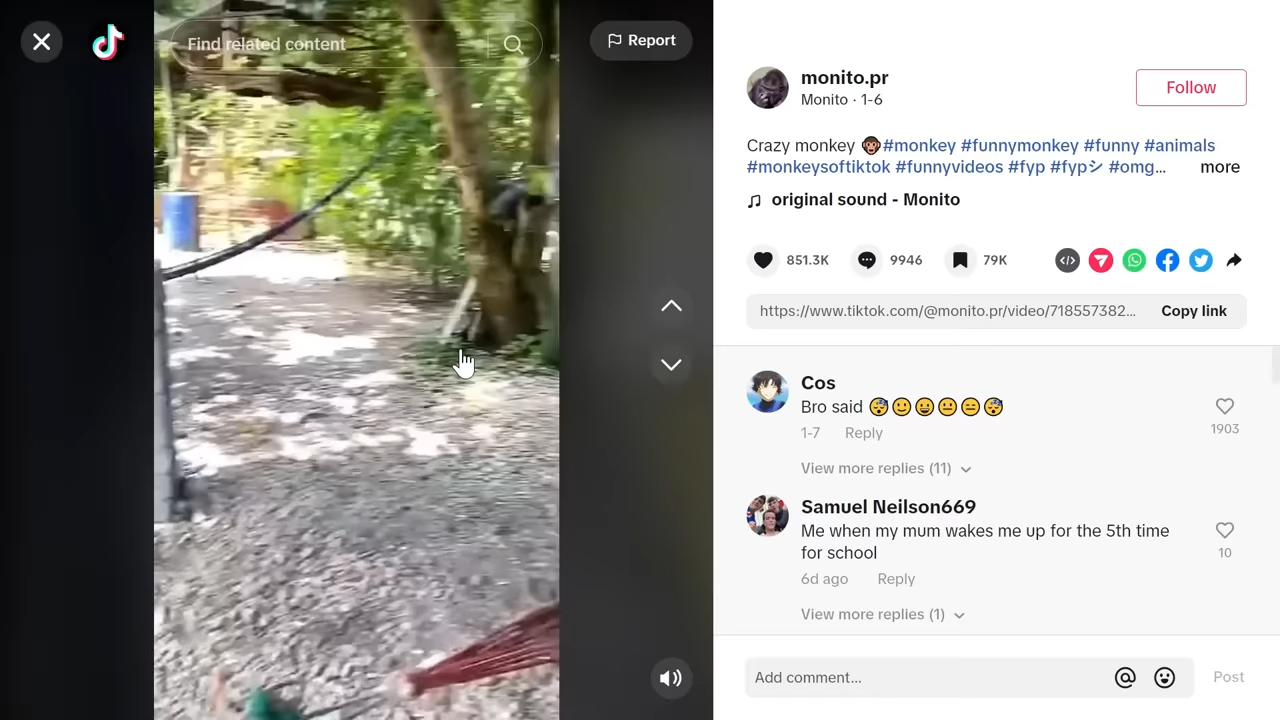 Find related content
Report
monito.pr
Monito · 1-6
Follow
Crazy monkey 🐵#monkey #funnymonkey #funny #animals
#monkeysoftiktok #funnyvideos #fyp #fypシ #omg... more
original sound - Monito
851.3K 9946 79K
https://www.tiktok.com/@monito.pr/video/718557382... Copy link
Cos
Bro said 😴🙂😀😐😑😴
1903
1-7 Reply
View more replies (11)
Samuel Neilson669
Me when my mum wakes me up for the 5th time
for school
10
6d ago Reply
View more replies (1)
Add comment... Post